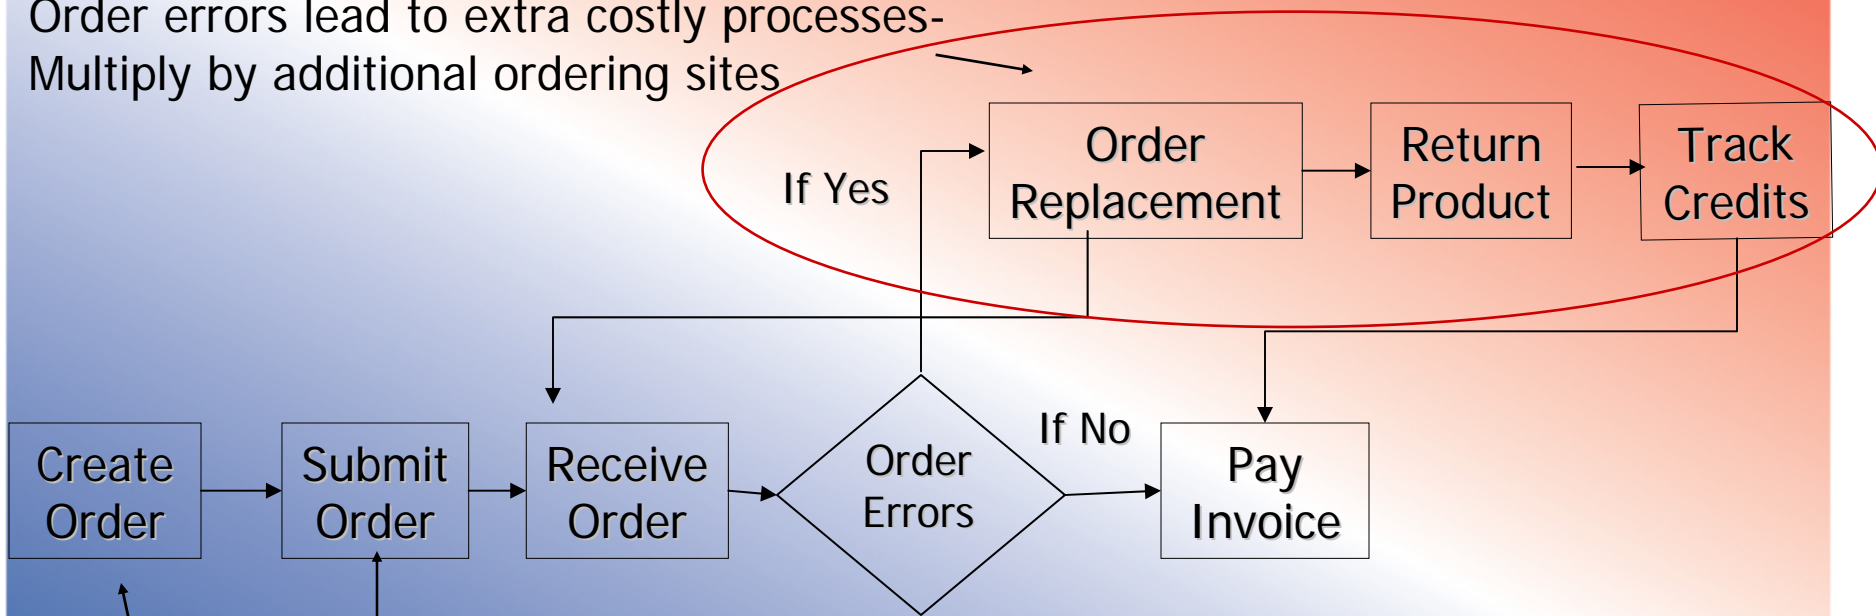 Order errors lead to extra costly processes-
Multiply by additional ordering sites
If Yes
Order
Replacement
Return
Product
Track
Credits
Create
Order
Submit
Order
Receive
Order
Order
Errors
If No
Pay
Invoice